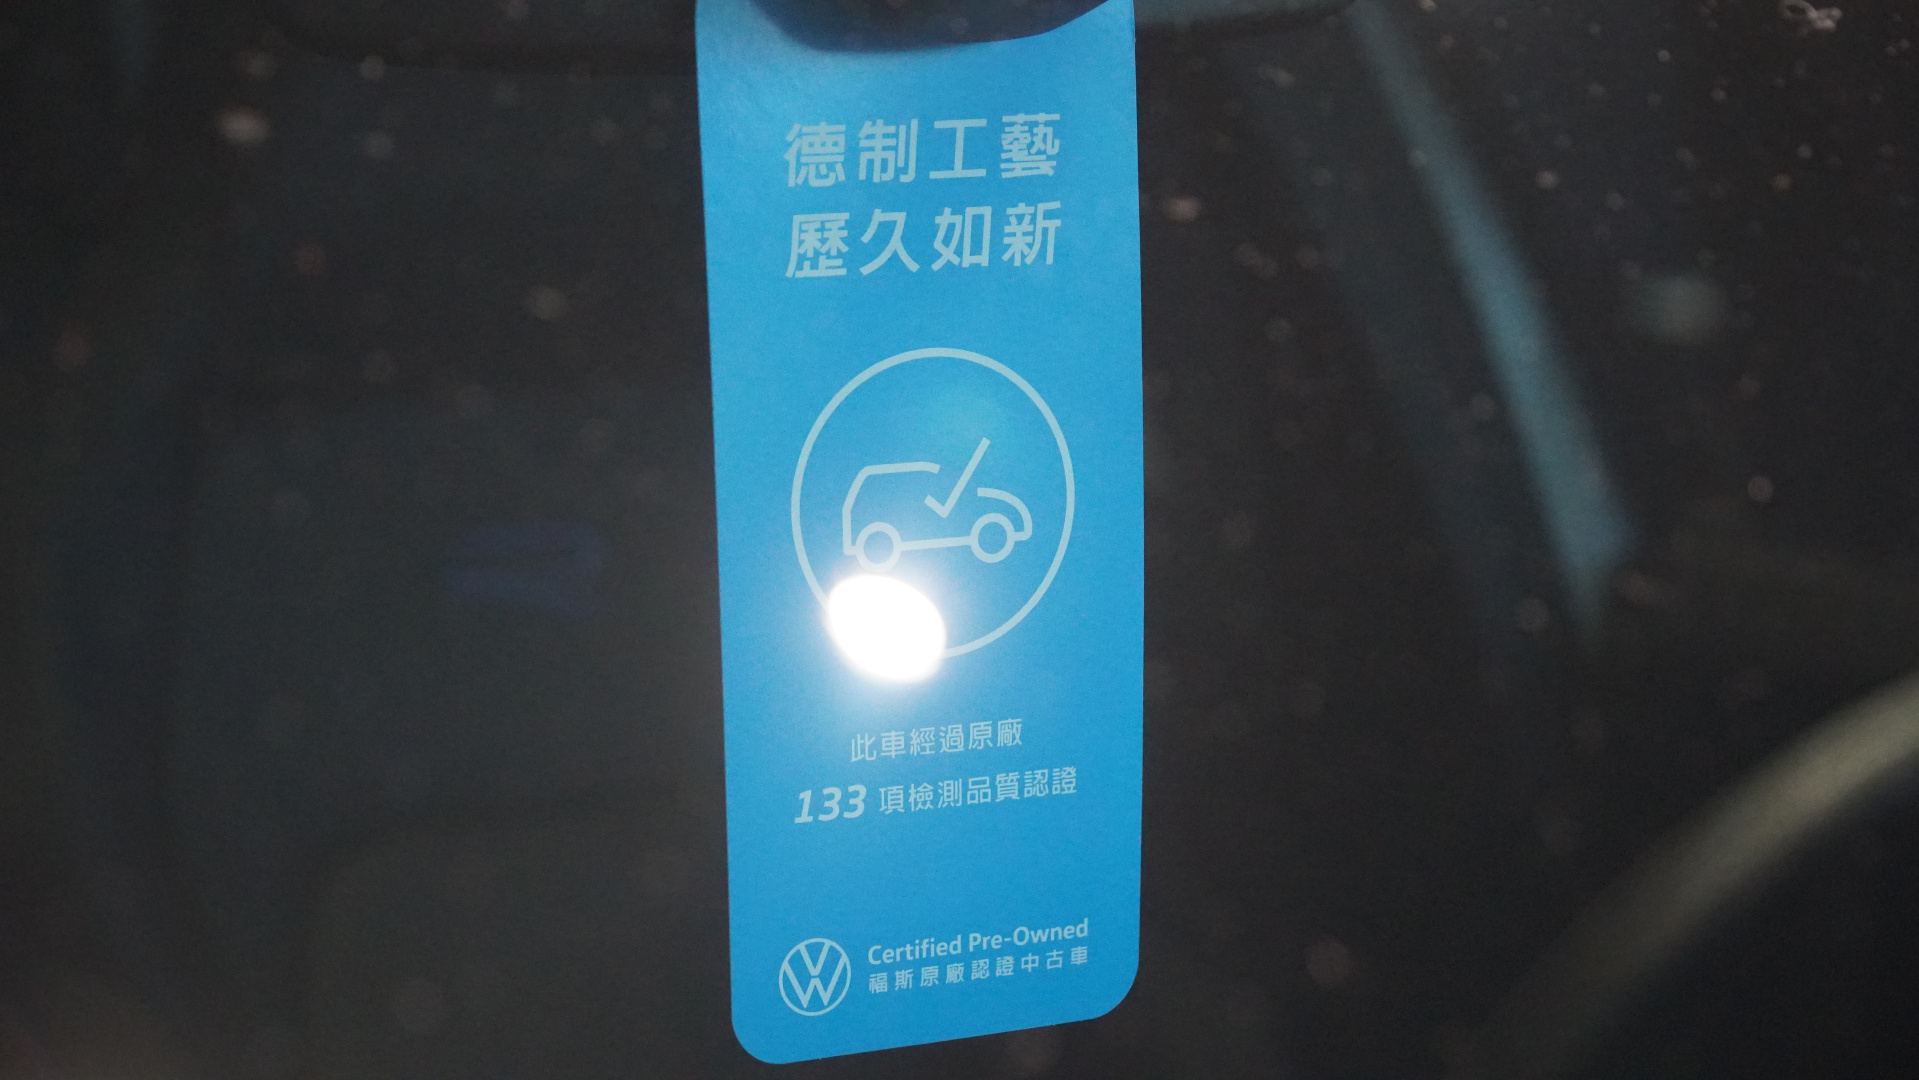 德制工藝
歷久如新
此車經過原廠
133 項檢測品質認證
Certified Pre-Owned
福斯原廠認證中古車